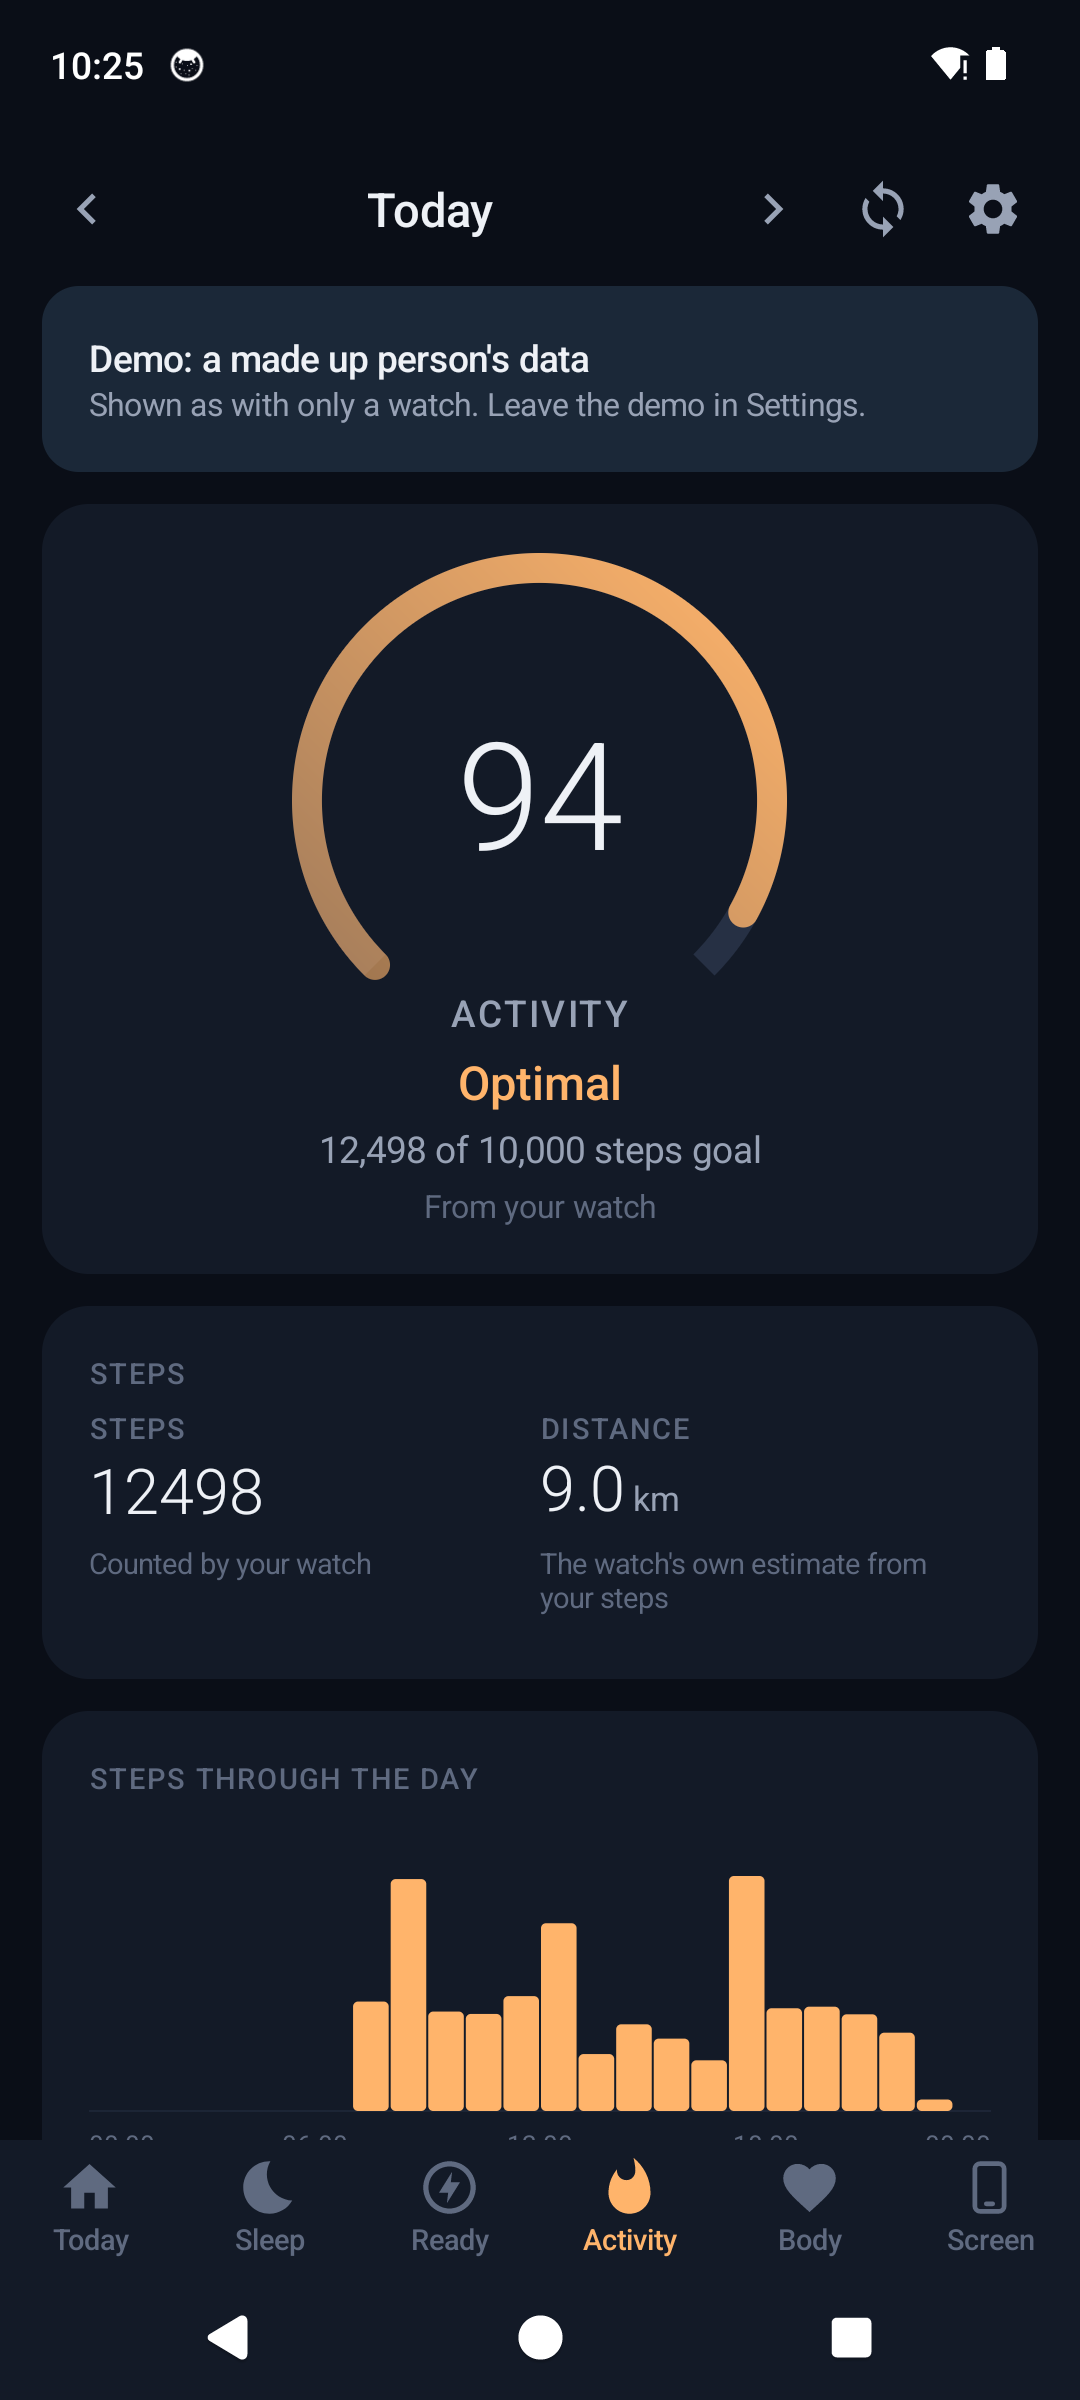 10:25
Today
Demo: a made up person's data
Shown as with only a watch. Leave the demo in Settings.
94
ACTIVITY
Optimal
12,498 of 10,000 steps goal
From your watch
STEPS
STEPS
DISTANCE
12498
9.0 km
Counted by your watch
The watch's own estimate from
your steps
STEPS THROUGH THE DAY
Today
Sleep
Ready
Activity
Body
Screen